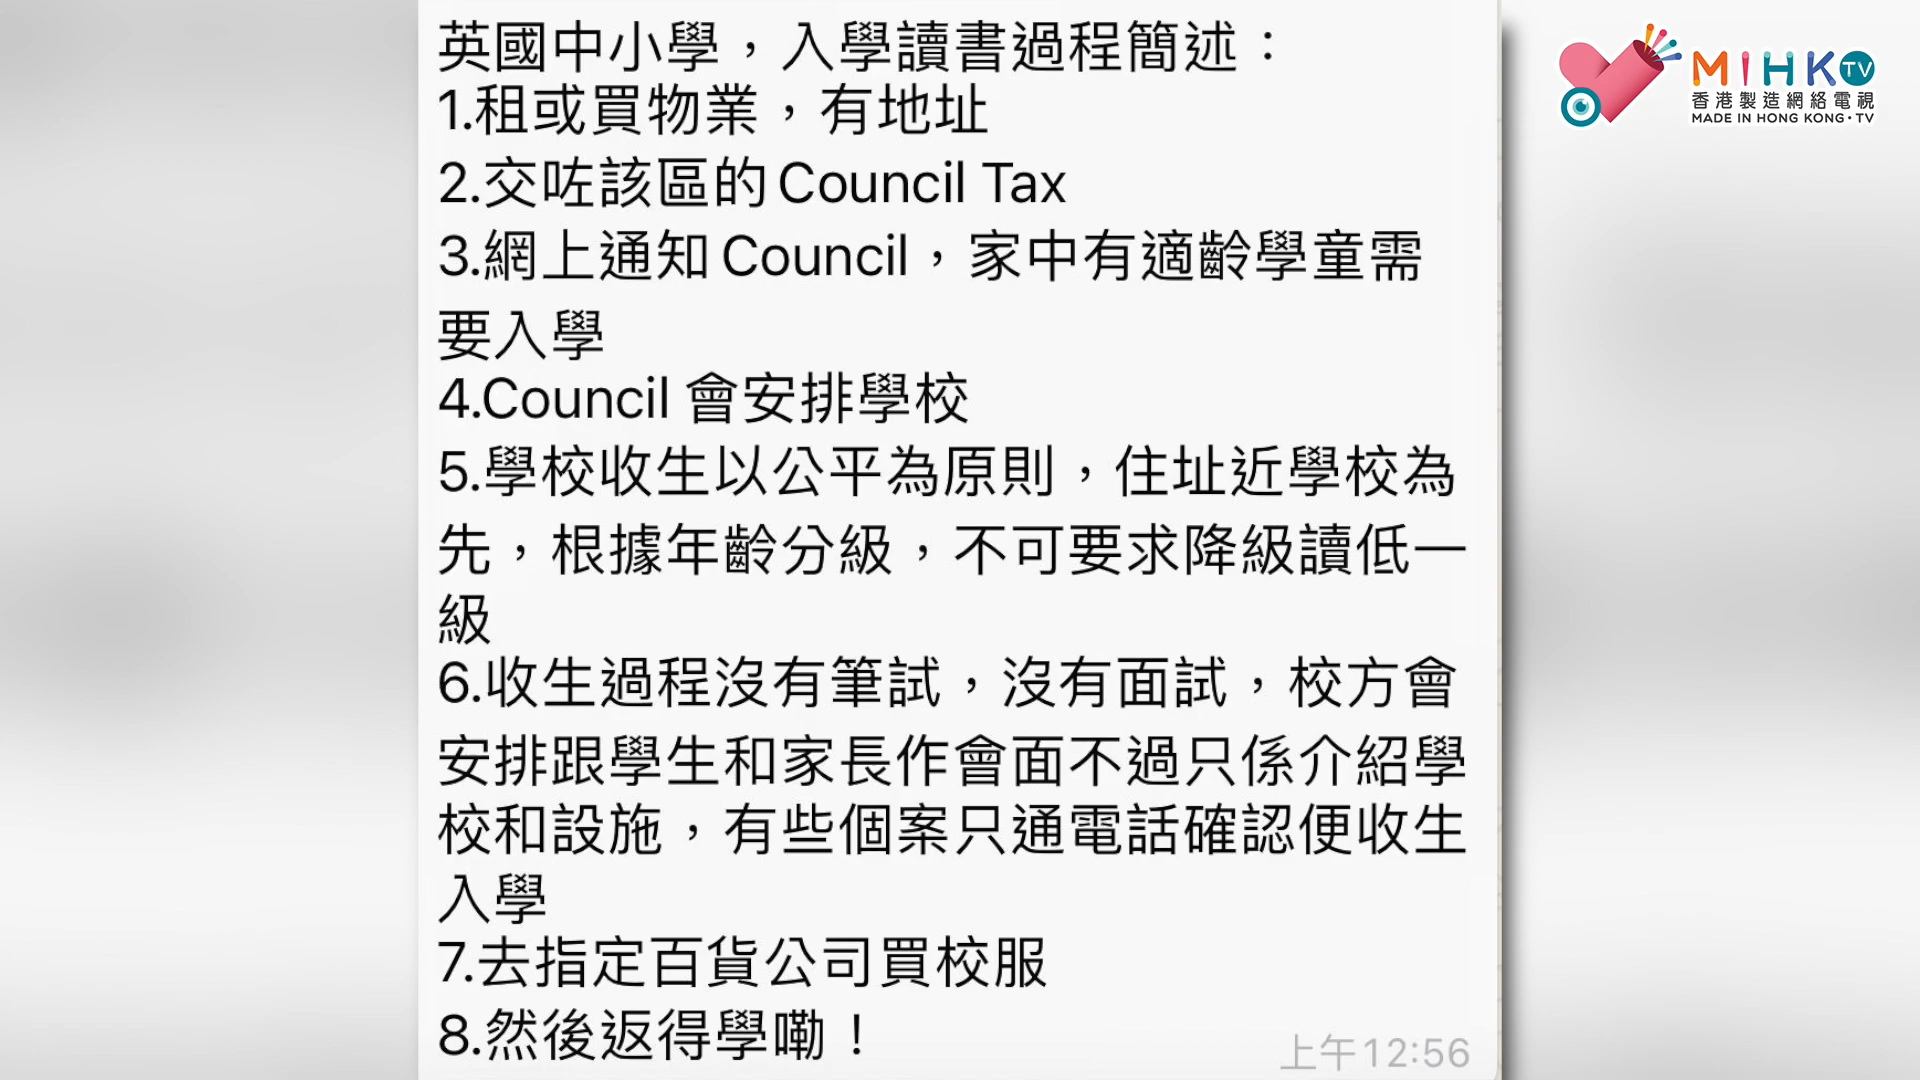 英國中小學，入學讀書過程簡述：
1.租或買物業，有地址
2.交咗該區的Council Tax
3.網上通知Council，家中有適齡學童需
要入學
4.Council 會安排學校
5.學校收生以公平為原則，住址近學校為
先，根據年齡分級，不可要求降級讀低一
級
6.收生過程沒有筆試，沒有面試，校方會
安排跟學生和家長作會面不過只係介紹學
校和設施，有些個案只通電話確認便收生
入學
7.去指定百貨公司買校服
8.然後返得學嘞！
上午12:56
MIHK TV
香港製造網絡電視
MADE IN HONG KONG·TV